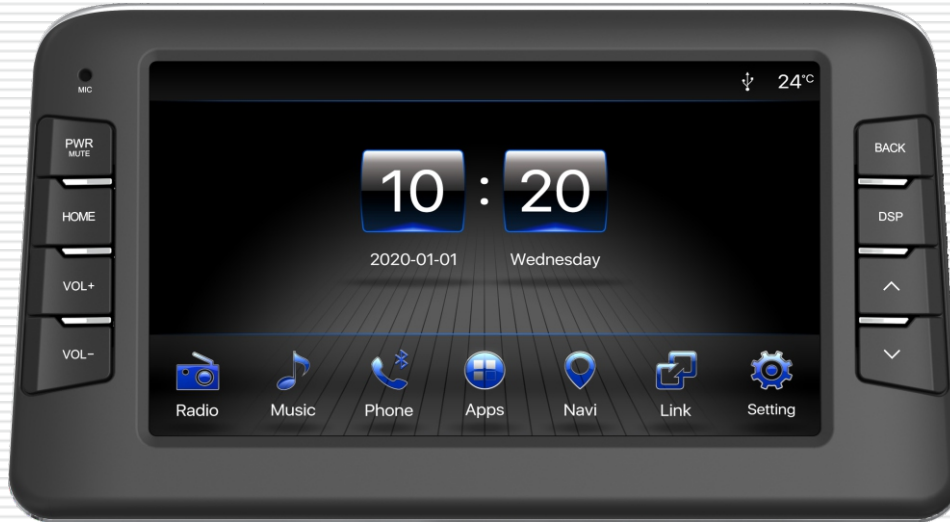 MIC
PWR
MUTE
HOME
VOL+
VOL−
24°C
10 : 20
2020-01-01 Wednesday
Radio Music Phone Apps Navi Link Setting
BACK
DSP